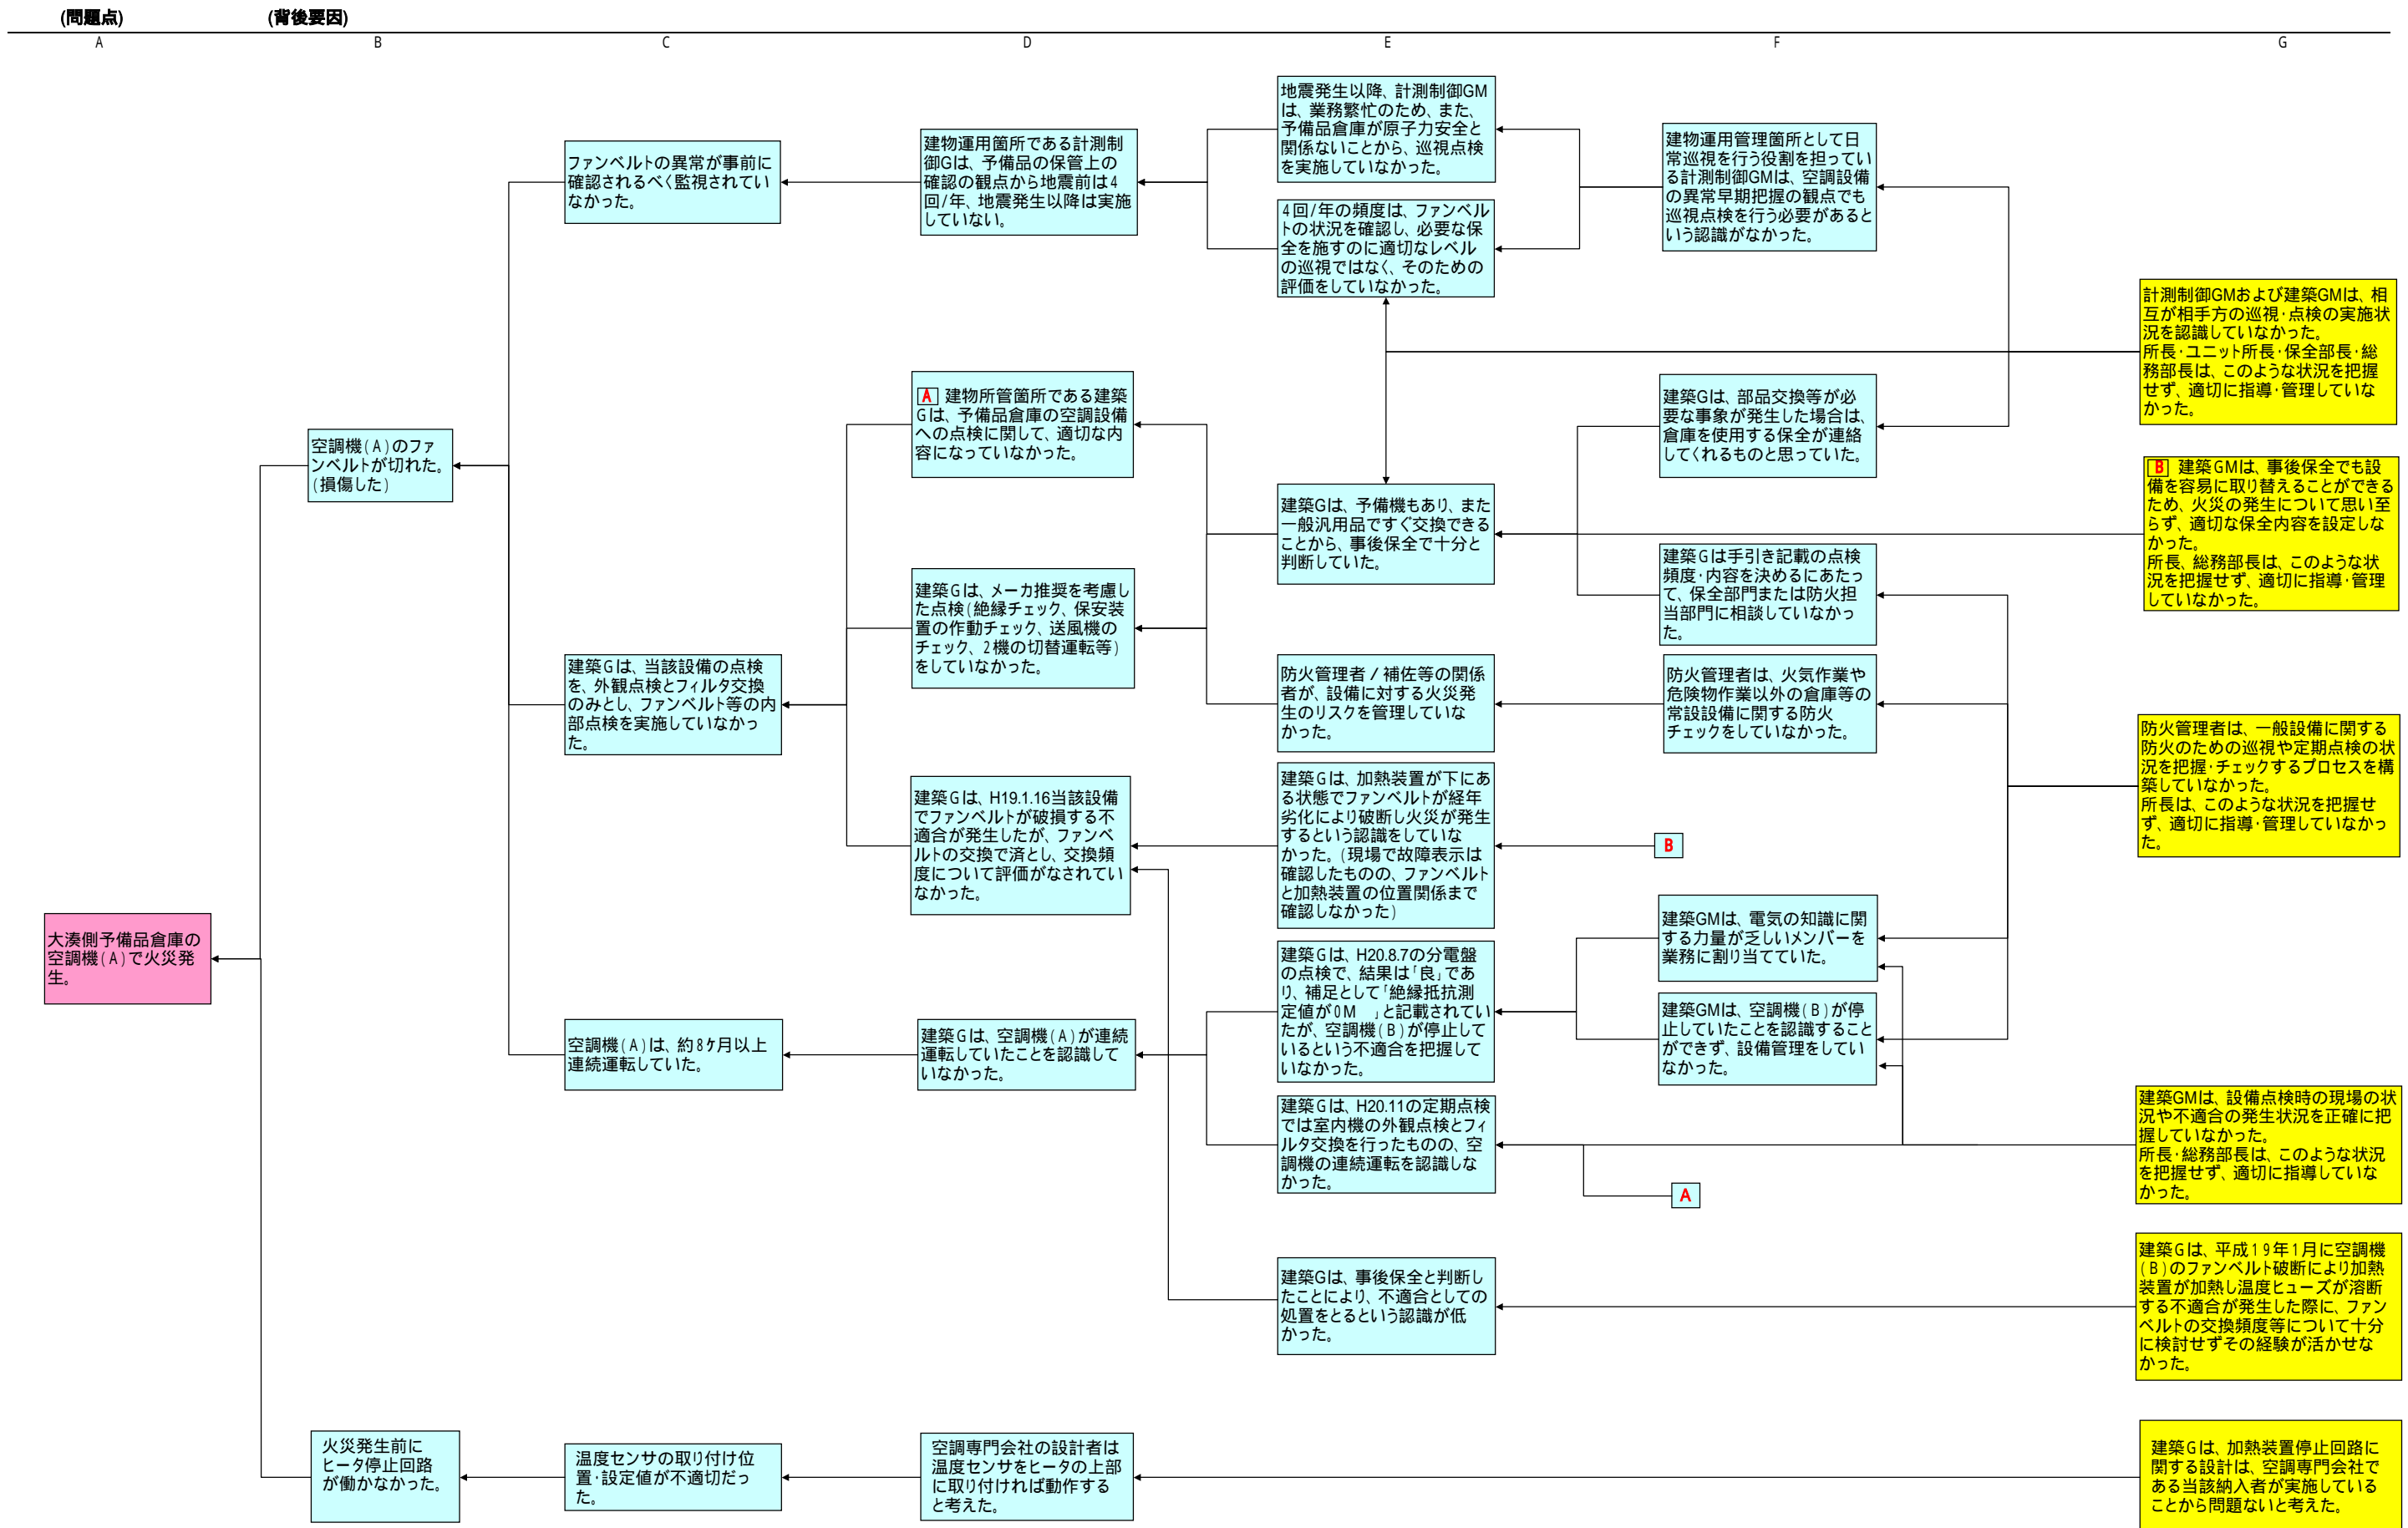 (問題点)
(背後要因)
A
B
C
D
E
F
G
大湊側予備品倉庫の
空調機(A)で火災発
生。
空調機(A)のファ
ンベルトが切れた。
(損傷した)
火災発生前に
ヒータ停止回路
が働かなかった。
ファンベルトの異常が事前に
確認されるべく監視されてい
なかった。
建築Gは、当該設備の点検
を、外観点検とフィルタ交換
のみとし、ファンベルト等の内
部点検を実施していなかっ
た。
空調機(A)は、約8ケ月以上
連続運転していた。
温度センサの取り付け位
置・設定値が不適切だっ
た。
建物運用箇所である計測制
御Gは、予備品の保管上の
確認の観点から地震前は4
回/年、地震発生以降は実施
していない。
A 建物所管箇所である建築
Gは、予備品倉庫の空調設備
への点検に関して、適切な内
容になっていなかった。
建築Gは、メーカ推奨を考慮し
た点検(絶縁チェック、保安装
置の作動チェック、送風機の
チェック、2機の切替運転等)
をしていなかった。
建築Gは、H19.1.16当該設備
でファンベルトが破損する不
適合が発生したが、ファンベ
ルトの交換で済とし、交換頻
度について評価がなされてい
なかった。
建築Gは、空調機(A)が連続
運転していたことを認識して
いなかった。
空調専門会社の設計者は
温度センサをヒータの上部
に取り付ければ動作する
と考えた。
地震発生以降、計測制御GM
は、業務繁忙のため、また、
予備品倉庫が原子力安全と
関係ないことから、巡視点検
を実施していなかった。
4回/年の頻度は、ファンベル
トの状況を確認し、必要な保
全を施すのに適切なレベル
の巡視ではなく、そのための
評価をしていなかった。
建築Gは、予備機もあり、また
一般汎用品ですぐ交換できる
ことから、事後保全で十分と
判断していた。
防火管理者/補佐等の関係
者が、設備に対する火災発
生のリスクを管理していな
かった。
建築Gは、加熱装置が下にあ
る状態でファンベルトが経年
劣化により破断し火災が発生
するという認識をしていな
かった。(現場で故障表示は
確認したものの、ファンベルト
と加熱装置の位置関係まで
確認しなかった)
建築Gは、H20.8.7の分電盤
の点検で、結果は「良」であ
り、補足として「絶縁抵抗測
定値が0M 」と記載されてい
たが、空調機(B)が停止して
いるという不適合を把握して
いなかった。
建築Gは、H20.11の定期点検
では室内機の外観点検とフィ
ルタ交換を行ったものの、空
調機の連続運転を認識しな
かった。
建築Gは、事後保全と判断し
たことにより、不適合としての
処置をとるという認識が低
かった。
建物運用管理箇所として日
常巡視を行う役割を担ってい
る計測制御GMは、空調設備
の異常早期把握の観点でも
巡視点検を行う必要があると
いう認識がなかった。
建築Gは、部品交換等が必
要な事象が発生した場合は、
倉庫を使用する保全が連絡
してくれるものと思っていた。
建築Gは手引き記載の点検
頻度・内容を決めるにあたっ
て、保全部門または防火担
当部門に相談していなかっ
た。
防火管理者は、火気作業や
危険物作業以外の倉庫等の
常設設備に関する防火
チェックをしていなかった。
B
建築GMは、電気の知識に関
する力量が乏しいメンバーを
業務に割り当てていた。
建築GMは、空調機(B)が停
止していたことを認識すること
ができず、設備管理をしてい
なかった。
A
計測制御GMおよび建築GMは、相
互が相手方の巡視・点検の実施状
況を認識していなかった。
所長・ユニット所長・保全部長・総
務部長は、このような状況を把握
せず、適切に指導・管理していな
かった。
B 建築GMは、事後保全でも設
備を容易に取り替えることができる
ため、火災の発生について思い至
らず、適切な保全内容を設定しな
かった。
所長、総務部長は、このような状
況を把握せず、適切に指導・管理
していなかった。
防火管理者は、一般設備に関する
防火のための巡視や定期点検の状
況を把握・チェックするプロセスを構
築していなかった。
所長は、このような状況を把握せ
ず、適切に指導・管理していなかっ
た。
建築GMは、設備点検時の現場の状
況や不適合の発生状況を正確に把
握していなかった。
所長・総務部長は、このような状況
を把握せず、適切に指導していな
かった。
建築Gは、平成19年1月に空調機
(B)のファンベルト破断により加熱
装置が加熱し温度ヒューズが溶断
する不適合が発生した際に、ファン
ベルトの交換頻度等について十分
に検討せずその経験が活かせな
かった。
建築Gは、加熱装置停止回路に
関する設計は、空調専門会社で
ある当該納入者が実施している
ことから問題ないと考えた。